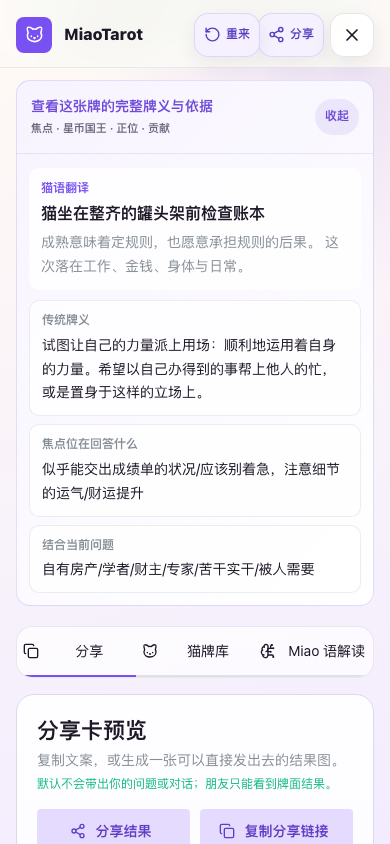 MiaoTarot
重来
分享
查看这张牌的完整牌义与依据
焦点 · 星币国王 · 正位 · 贡献
收起
猫语翻译
猫坐在整齐的罐头架前检查账本
成熟意味着定规则，也愿意承担规则的后果。 这
次落在工作、金钱、身体与日常。
传统牌义
试图让自己的力量派上用场：顺利地运用着自身
的力量。希望以自己办得到的事帮上他人的忙，
或是置身于这样的立场上。
焦点位在回答什么
似乎能交出成绩单的状况/应该别着急，注意细节
的运气/财运提升
结合当前问题
自有房产/学者/财主/专家/苦干实干/被人需要
分享
猫牌库
Miao 语解读
分享卡预览
复制文案，或生成一张可以直接发出去的结果图。
默认不会带出你的问题或对话；朋友只能看到牌面结果。
分享结果
复制分享链接